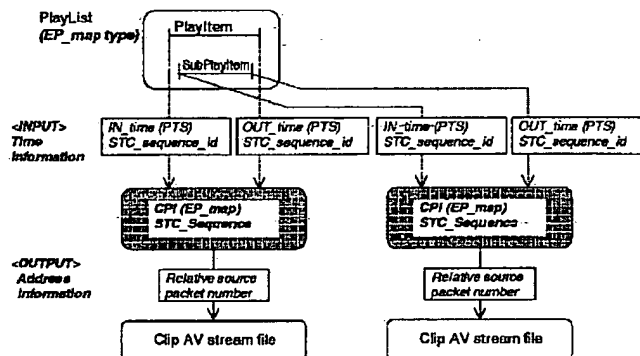 PlayList
(EP_map type)
PlayItem
SubPlayItem
<INPUT>
Time
Information
IN_time (PTS)
STC_sequence_id
OUT_time (PTS)
STC_sequence_id
IN_time (PTS)
STC_sequence_id
OUT_time (PTS)
STC_sequence_id
CPI (EP_map)
STC_Sequence
CPI (EP_map)
STC_Sequence
<OUTPUT>
Address
Information
Relative source
packet number
Relative source
packet number
Clip AV stream file
Clip AV stream file